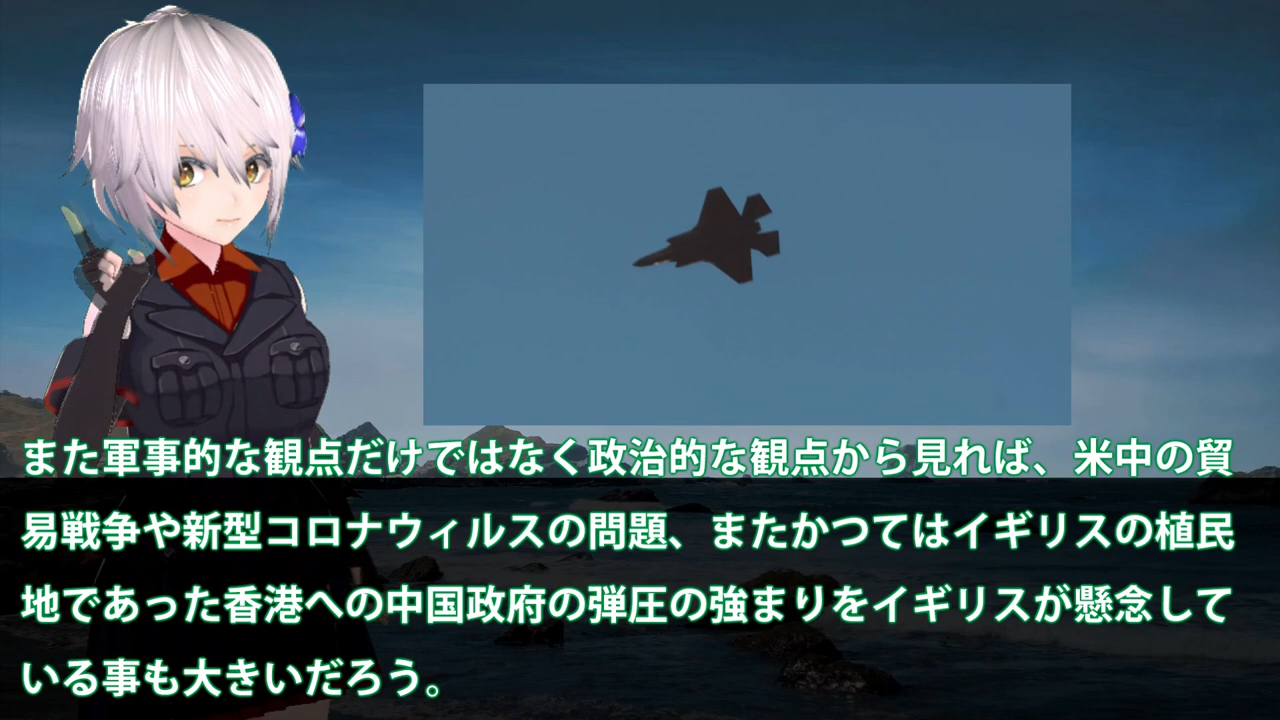 また軍事的な観点だけではなく政治的な観点から見れば、米中の貿
易戦争や新型コロナウィルスの問題、またかつてはイギリスの植民
地であった香港への中国政府の弾圧の強まりをイギリスが懸念して
いる事も大きいだろう。